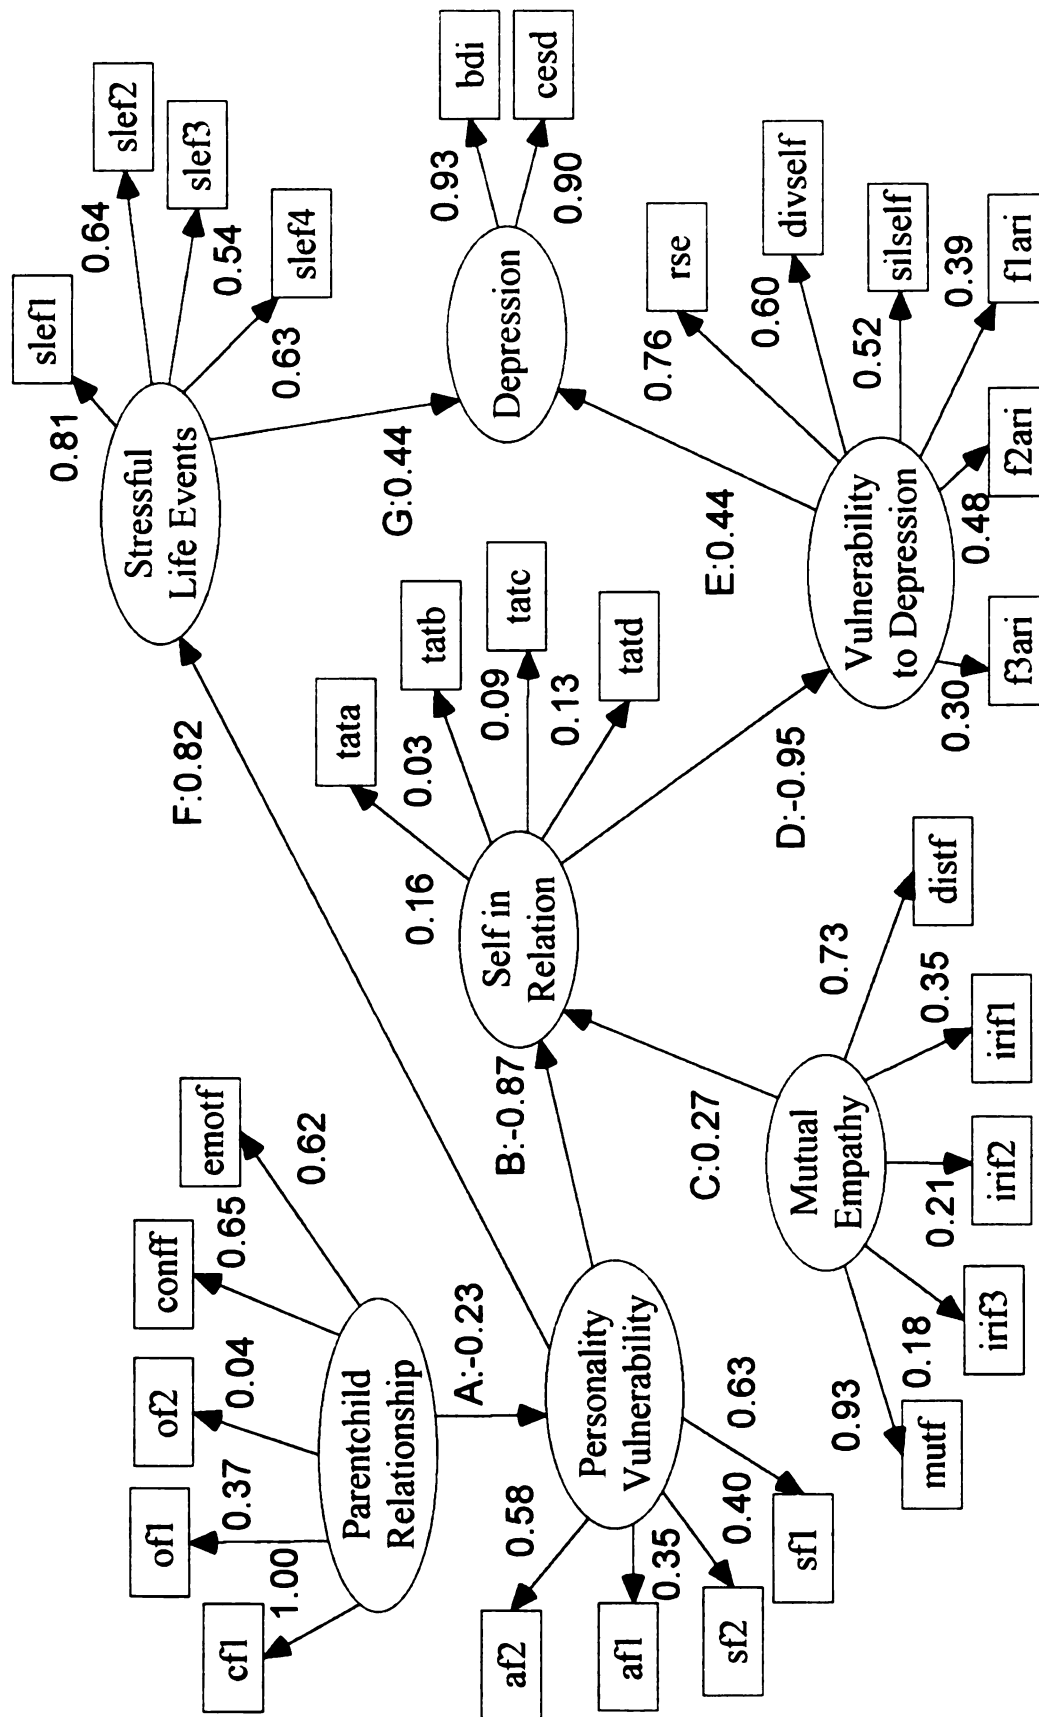 cf1
1.00
of1
0.37
of2
0.04
conff
0.65
emotf
0.62
Parentchild
Relationship
A:-0.23
Personality
Vulnerability
af2
0.58
af1
0.35
sf2
0.40
sf1
0.63
F:0.82
B:-0.87
Stressful
Life Events
slef1
0.81
slef2
0.64
slef3
0.54
slef4
0.63
G:0.44
Self in
Relation
tata
0.16
tatb
0.03
tatc
0.09
tatd
0.13
C:0.27
Mutual
Empathy
mutf
0.93
irif3
0.18
irif2
0.21
irif1
0.35
distf
0.73
D:-0.95
Depression
bdi
0.93
cesd
0.90
E:0.44
Vulnerability
to Depression
rse
0.76
divself
0.60
silself
0.52
f1ari
0.39
f2ari
0.48
f3ari
0.30